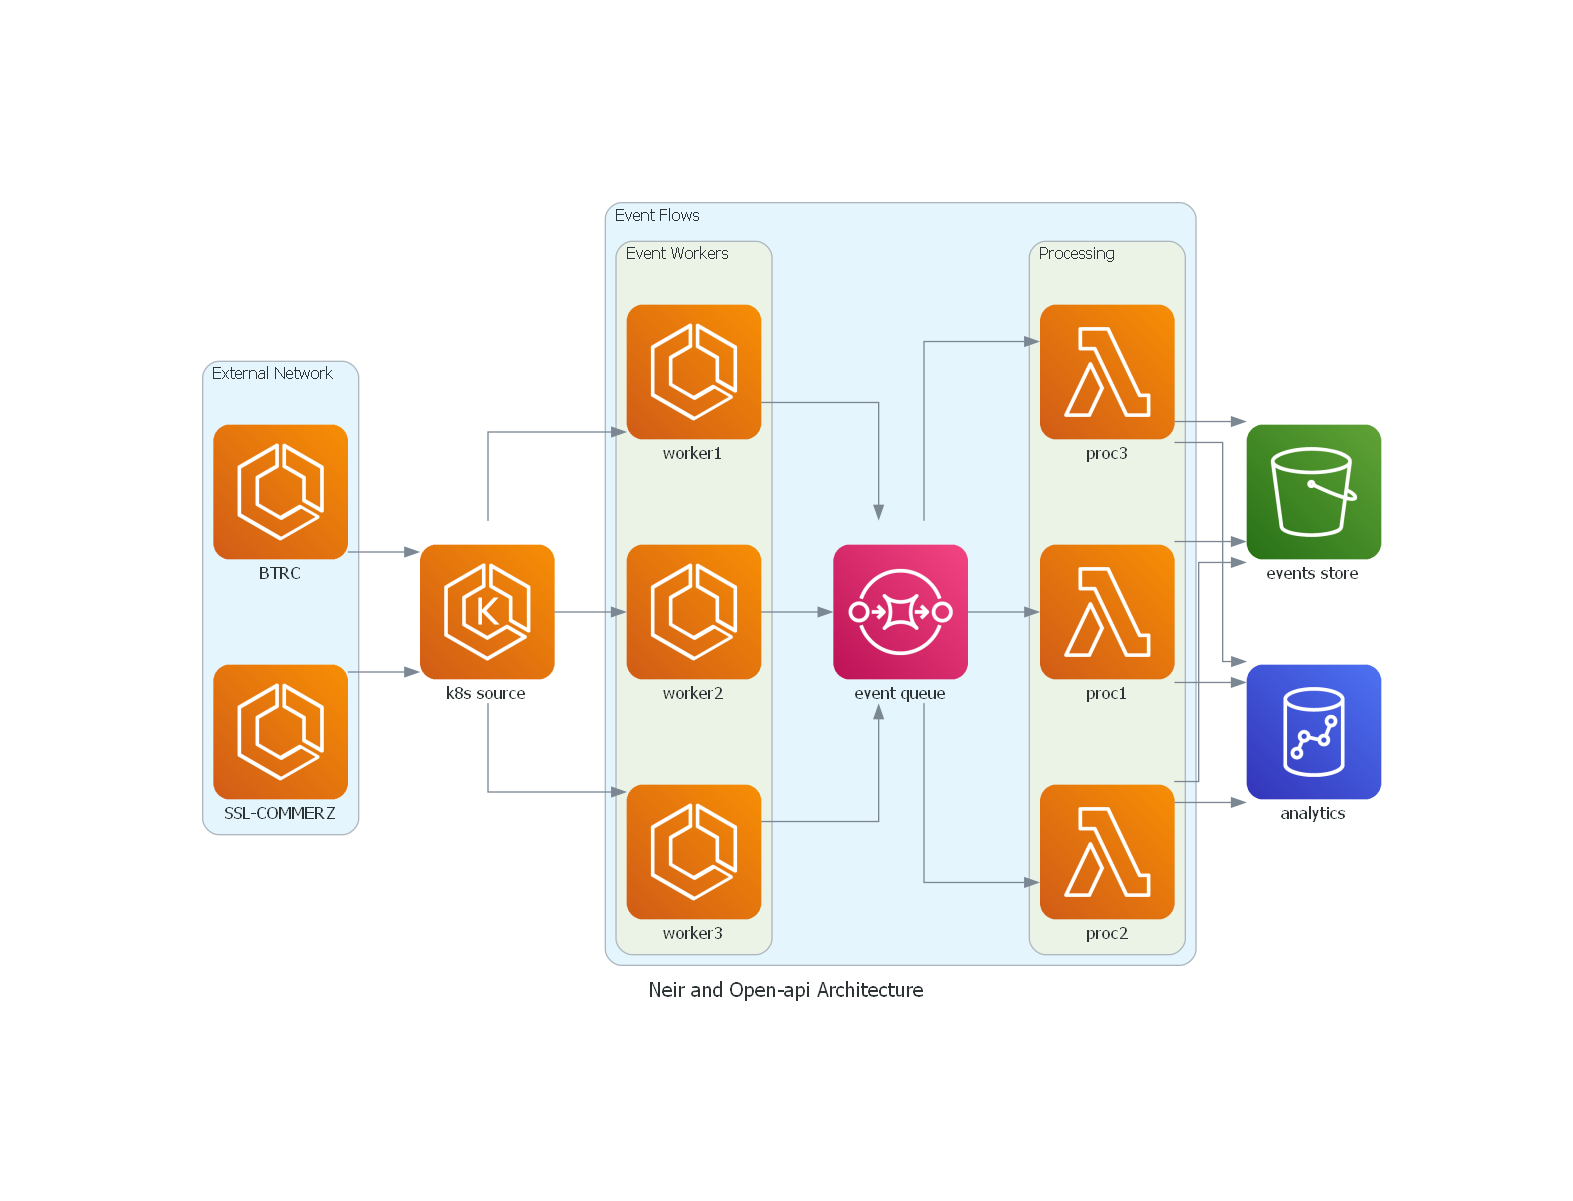 Event Flows
Event Workers
Processing
External Network
worker1
proc3
BTRC
events store
k8s source
worker2
event queue
proc1
SSL-COMMERZ
analytics
worker3
proc2
Neir and Open-api Architecture
K